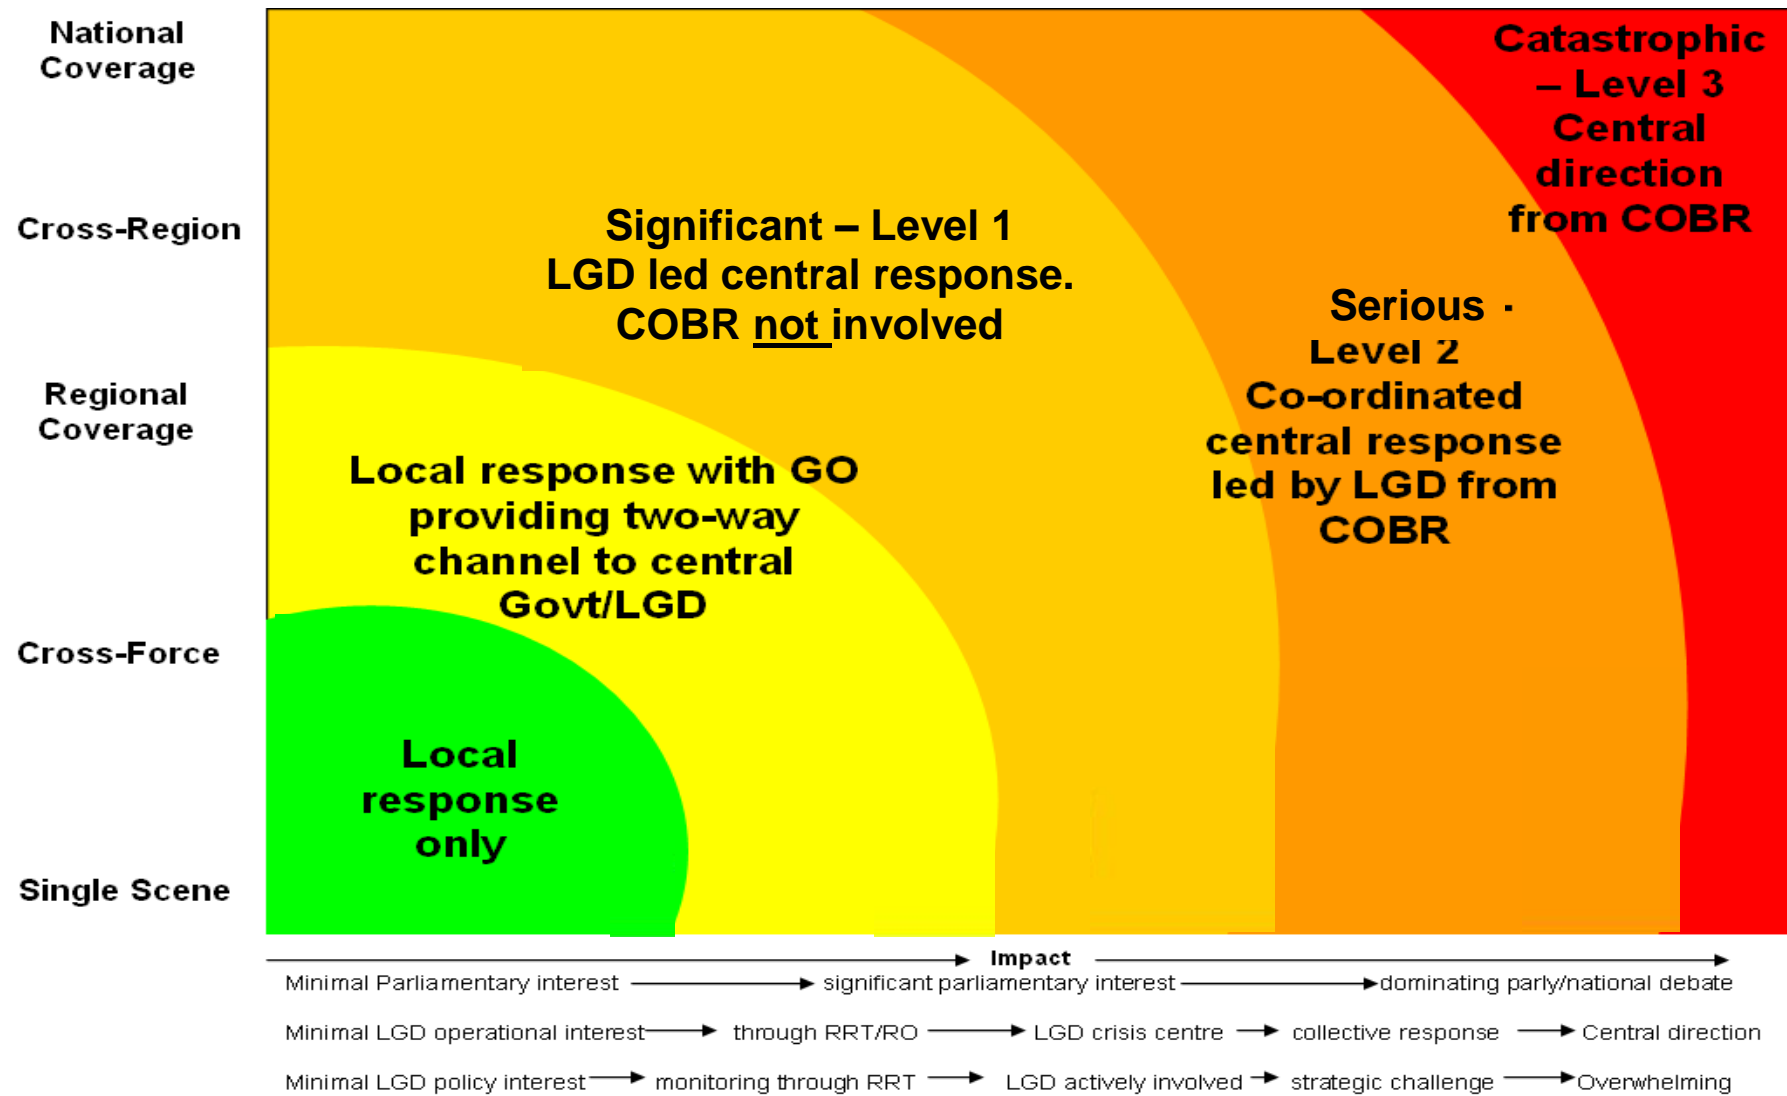 National
Coverage
Cross-Region
Regional
Coverage
Cross-Force
Single Scene
Catastrophic
– Level 3
Central
direction
from COBR
Significant – Level 1
LGD led central response.
COBR not involved
Serious -
Level 2
Co-ordinated
central response
led by LGD from
COBR
Local response with GO
providing two-way
channel to central
Govt/LGD
Local
response
only
Impact
Minimal Parliamentary interest significant parliamentary interest dominating parly/national debate
Minimal LGD operational interest through RRT/RO LGD crisis centre collective response Central direction
Minimal LGD policy interest monitoring through RRT LGD actively involved strategic challenge Overwhelming